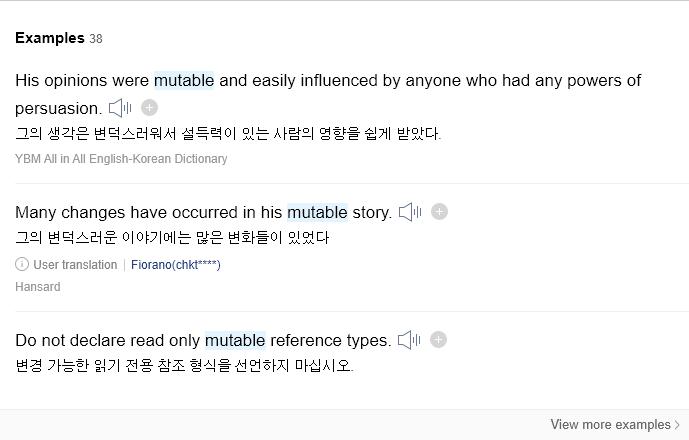 Examples 38
His opinions were mutable and easily influenced by anyone who had any powers of
persuasion.
그의 생각은 변덕스러워서 설득력이 있는 사람의 영향을 쉽게 받았다.
YBM All in All English-Korean Dictionary
Many changes have occurred in his mutable story.
그의 변덕스러운 이야기에는 많은 변화들이 있었다
User translation | Fiorano(chkt****)
Hansard
Do not declare read only mutable reference types.
변경 가능한 읽기 전용 참조 형식을 선언하지 마십시오.
View more examples >